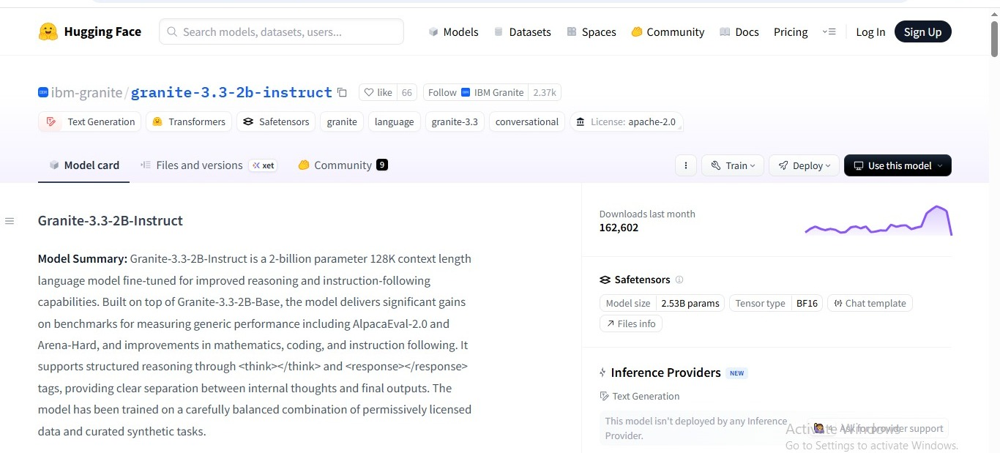 Hugging Face
Search models, datasets, users...
Models
Datasets
Spaces
Community
Docs
Pricing
Log In
Sign Up
ibm-granite/granite-3.3-2b-instruct
like 66
Follow IBM Granite 2.37k
Text Generation
Transformers
Safetensors
granite
language
granite-3.3
conversational
License: apache-2.0
Model card
Files and versions
xet
Community 9
Train
Deploy
Use this model
Granite-3.3-2B-Instruct
Model Summary: Granite-3.3-2B-Instruct is a 2-billion parameter 128K context length
language model fine-tuned for improved reasoning and instruction-following
capabilities. Built on top of Granite-3.3-2B-Base, the model delivers significant gains
on benchmarks for measuring generic performance including AlpacaEval-2.0 and
Arena-Hard, and improvements in mathematics, coding, and instruction following. It
supports structured reasoning through <think></think> and <response></response>
tags, providing clear separation between internal thoughts and final outputs. The
model has been trained on a carefully balanced combination of permissively licensed
data and curated synthetic tasks.
Downloads last month
162,602
Safetensors
Model size 2.53B params
Tensor type BF16
Chat template
Files info
Inference Providers NEW
Text Generation
This model isn't deployed by any Inference
Provider.
Ask for provider support
Activate Windows
Go to Settings to activate Windows.